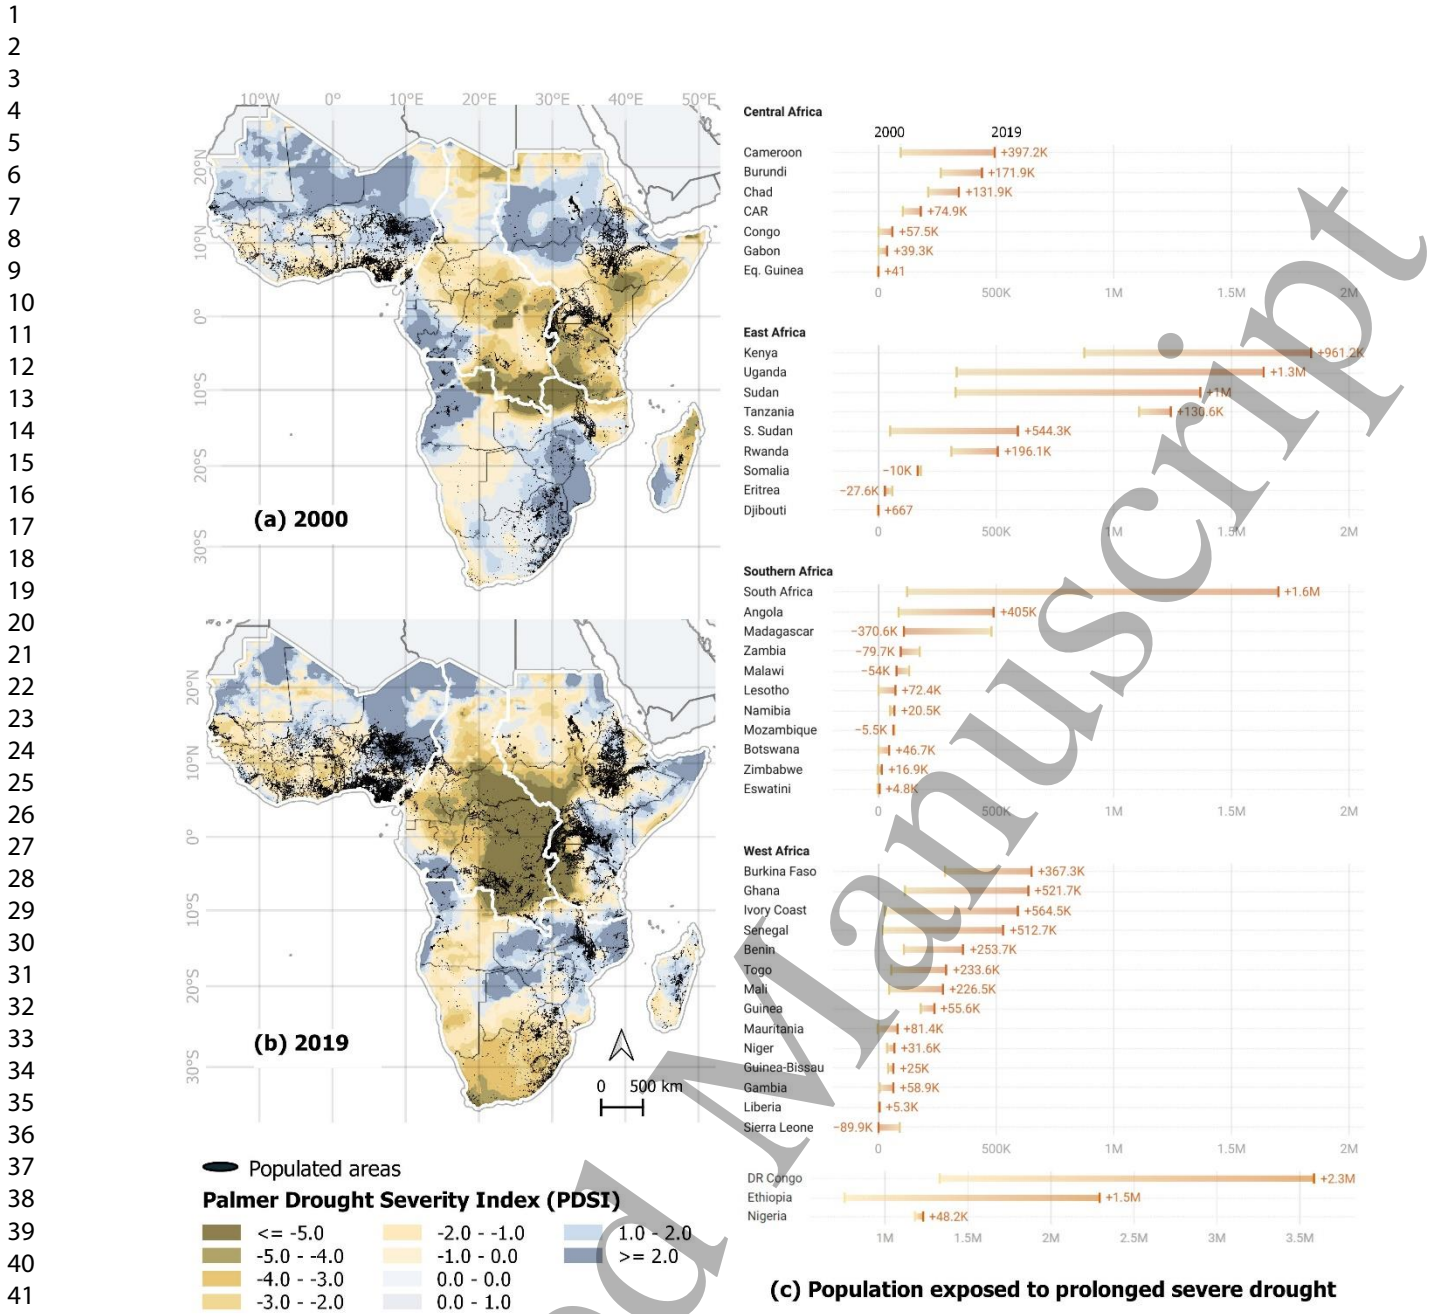 1
2
3
4
5
6
7
8
9
10
11
12
13
14
15
16
17
18
19
20
21
22
23
24
25
26
27
28
29
30
31
32
33
34
35
36
37
38
39
40
41
10°W 0° 10°E 20°E 30°E 40°E 50°E
20°N
10°N
0°
10°S
20°S
30°S
(a) 2000
20°N
10°N
0°
10°S
20°S
30°S
(b) 2019
0 500 km
Populated areas
Palmer Drought Severity Index (PDSI)
<= -5.0
-5.0 - -4.0
-4.0 - -3.0
-3.0 - -2.0
-2.0 - -1.0
-1.0 - 0.0
0.0 - 0.0
0.0 - 1.0
1.0 - 2.0
>= 2.0
Central Africa
2000 2019
Cameroon +397.2K
Burundi +171.9K
Chad +131.9K
CAR +74.9K
Congo +57.5K
Gabon +39.3K
Eq. Guinea +41
0 500K 1M 1.5M 2M
East Africa
Kenya +961.2K
Uganda +1.3M
Sudan +1M
Tanzania +130.6K
S. Sudan +544.3K
Rwanda +196.1K
Somalia −10K
Eritrea −27.6K
Djibouti +667
0 500K 1M 1.5M 2M
Southern Africa
South Africa +1.6M
Angola +405K
Madagascar −370.6K
Zambia −79.7K
Malawi −54K
Lesotho +72.4K
Namibia +20.5K
Mozambique −5.5K
Botswana +46.7K
Zimbabwe +16.9K
Eswatini +4.8K
0 500K 1M 1.5M 2M
West Africa
Burkina Faso +367.3K
Ghana +521.7K
Ivory Coast +564.5K
Senegal +512.7K
Benin +253.7K
Togo +233.6K
Mali +226.5K
Guinea +55.6K
Mauritania +81.4K
Niger +31.6K
Guinea-Bissau +25K
Gambia +58.9K
Liberia +5.3K
Sierra Leone −89.9K
0 500K 1M 1.5M 2M
DR Congo +2.3M
Ethiopia +1.5M
Nigeria +48.2K
1M 1.5M 2M 2.5M 3M 3.5M
(c) Population exposed to prolonged severe drought
d Manuscript